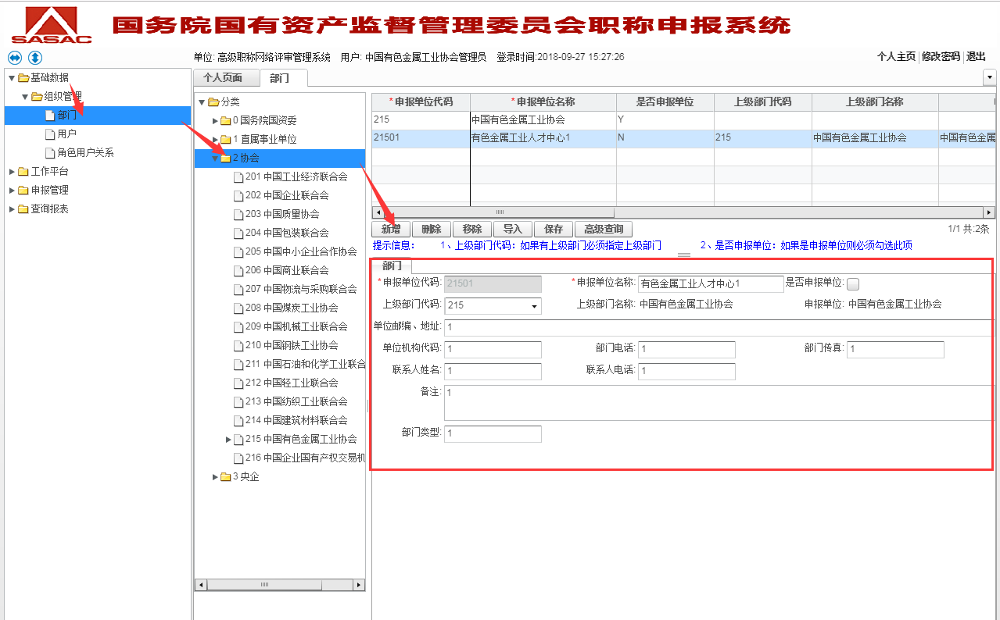 SASAC
国务院国有资产监督管理委员会职称申报系统
单位: 高级职称网络评审管理系统 用户: 中国有色金属工业协会管理员 登录时间:2018-09-27 15:27:26
个人主页 修改密码 退出
基础数据
组织管理
部门
用户
角色用户关系
工作平台
申报管理
查询报表
个人页面 部门
分类
0 国务院国资委
1 直属事业单位
2 协会
201 中国工业经济联合会
202 中国企业联合会
203 中国质量协会
204 中国包装联合会
205 中国中小企业合作协会
206 中国商业联合会
207 中国物流与采购联合会
208 中国煤炭工业协会
209 中国机械工业联合会
210 中国钢铁工业协会
211 中国石油和化学工业联合
212 中国轻工业联合会
213 中国纺织工业联合会
214 中国建筑材料联合会
215 中国有色金属工业协会
216 中国企业国有产权交易机
3 央企
*申报单位代码 *申报单位名称 是否申报单位 上级部门代码 上级部门名称
215 中国有色金属工业协会 Y
21501 有色金属工业人才中心1 N 215 中国有色金属工业协会 中国有色金属
新增 删除 移除 导入 保存 高级查询 1/1 共:2条
提示信息: 1、上级部门代码: 如果有上级部门必须指定上级部门 2、是否申报单位: 如果是申报单位则必须勾选此项
部门
*申报单位代码: 21501 *申报单位名称: 有色金属工业人才中心1 是否申报单位:
上级部门代码: 215 上级部门名称: 中国有色金属工业协会 申报单位: 中国有色金属工业协会
单位邮编、地址: 1
单位机构代码: 1 部门电话: 1 部门传真: 1
联系人姓名: 1 联系人电话: 1
备注: 1
部门类型: 1